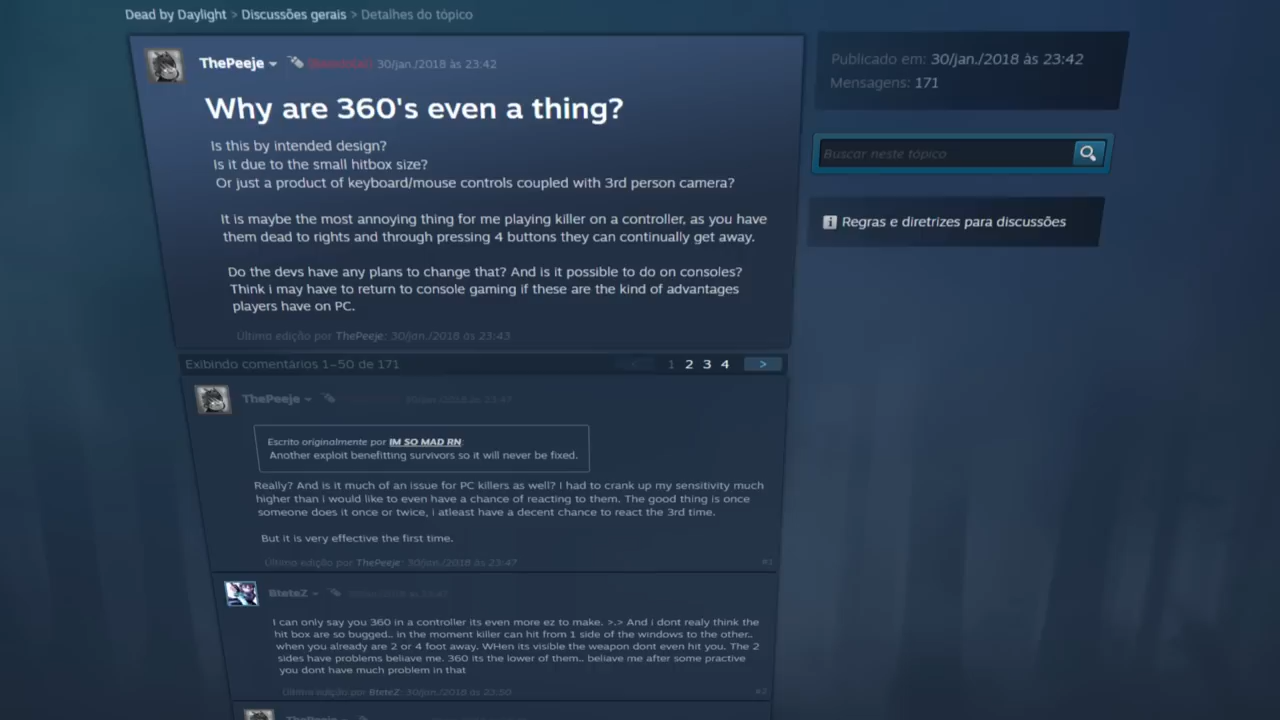 Dead by Daylight > Discussões gerais > Detalhes do tópico
ThePeeje 30/jan./2018 às 23:42
Why are 360's even a thing?
Is this by intended design?
Is it due to the small hitbox size?
Or just a product of keyboard/mouse controls coupled with 3rd person camera?
It is maybe the most annoying thing for me playing killer on a controller, as you have
them dead to rights and through pressing 4 buttons they can continually get away.
Do the devs have any plans to change that? And is it possible to do on consoles?
Think i may have to return to console gaming if these are the kind of advantages
players have on PC.
Última edição por ThePeeje: 30/jan./2018 às 23:43
Publicado em: 30/jan./2018 às 23:42
Mensagens: 171
Buscar neste tópico
Regras e diretrizes para discussões
Exibindo comentários 1–50 de 171
< 1 2 3 4 >
ThePeeje 30/jan./2018 às 23:47
Escrito originalmente por IM SO MAD RN:
Another exploit benefitting survivors so it will never be fixed.
Really? And is it much of an issue for PC killers as well? I had to crank up my sensitivity much
higher than i would like to even have a chance of reacting to them. The good thing is once
someone does it once or twice, i atleast have a decent chance to react the 3rd time.
But it is very effective the first time.
Última edição por ThePeeje: 30/jan./2018 às 23:47
#1
BteteZ
I can only say you 360 in a controller its even more ez to make. >.> And i dont realy think the
hit box are so bugged.. in the moment killer can hit from 1 side of the windows to the other..
when you already are 2 or 4 foot away. WHen its visible the weapon dont even hit you. The 2
sides have problems beliave me. 360 its the lower of them.. beliave me after some practive
you dont have much problem in that
Última edição por BteteZ: 30/jan./2018 às 23:50
#2
ThePeeje